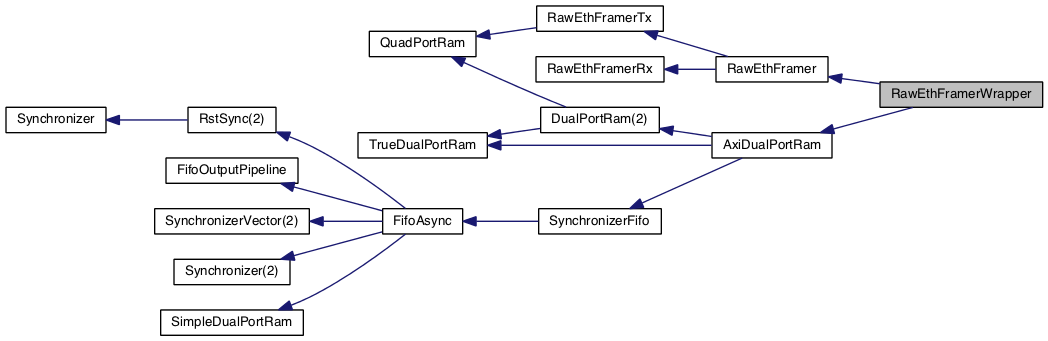 RawEthFramerTx
QuadPortRam
RawEthFramerRx
RawEthFramer
RawEthFramerWrapper
Synchronizer
RstSync(2)
DualPortRam(2)
TrueDualPortRam
AxiDualPortRam
FifoOutputPipeline
SynchronizerVector(2)
FifoAsync
SynchronizerFifo
Synchronizer(2)
SimpleDualPortRam